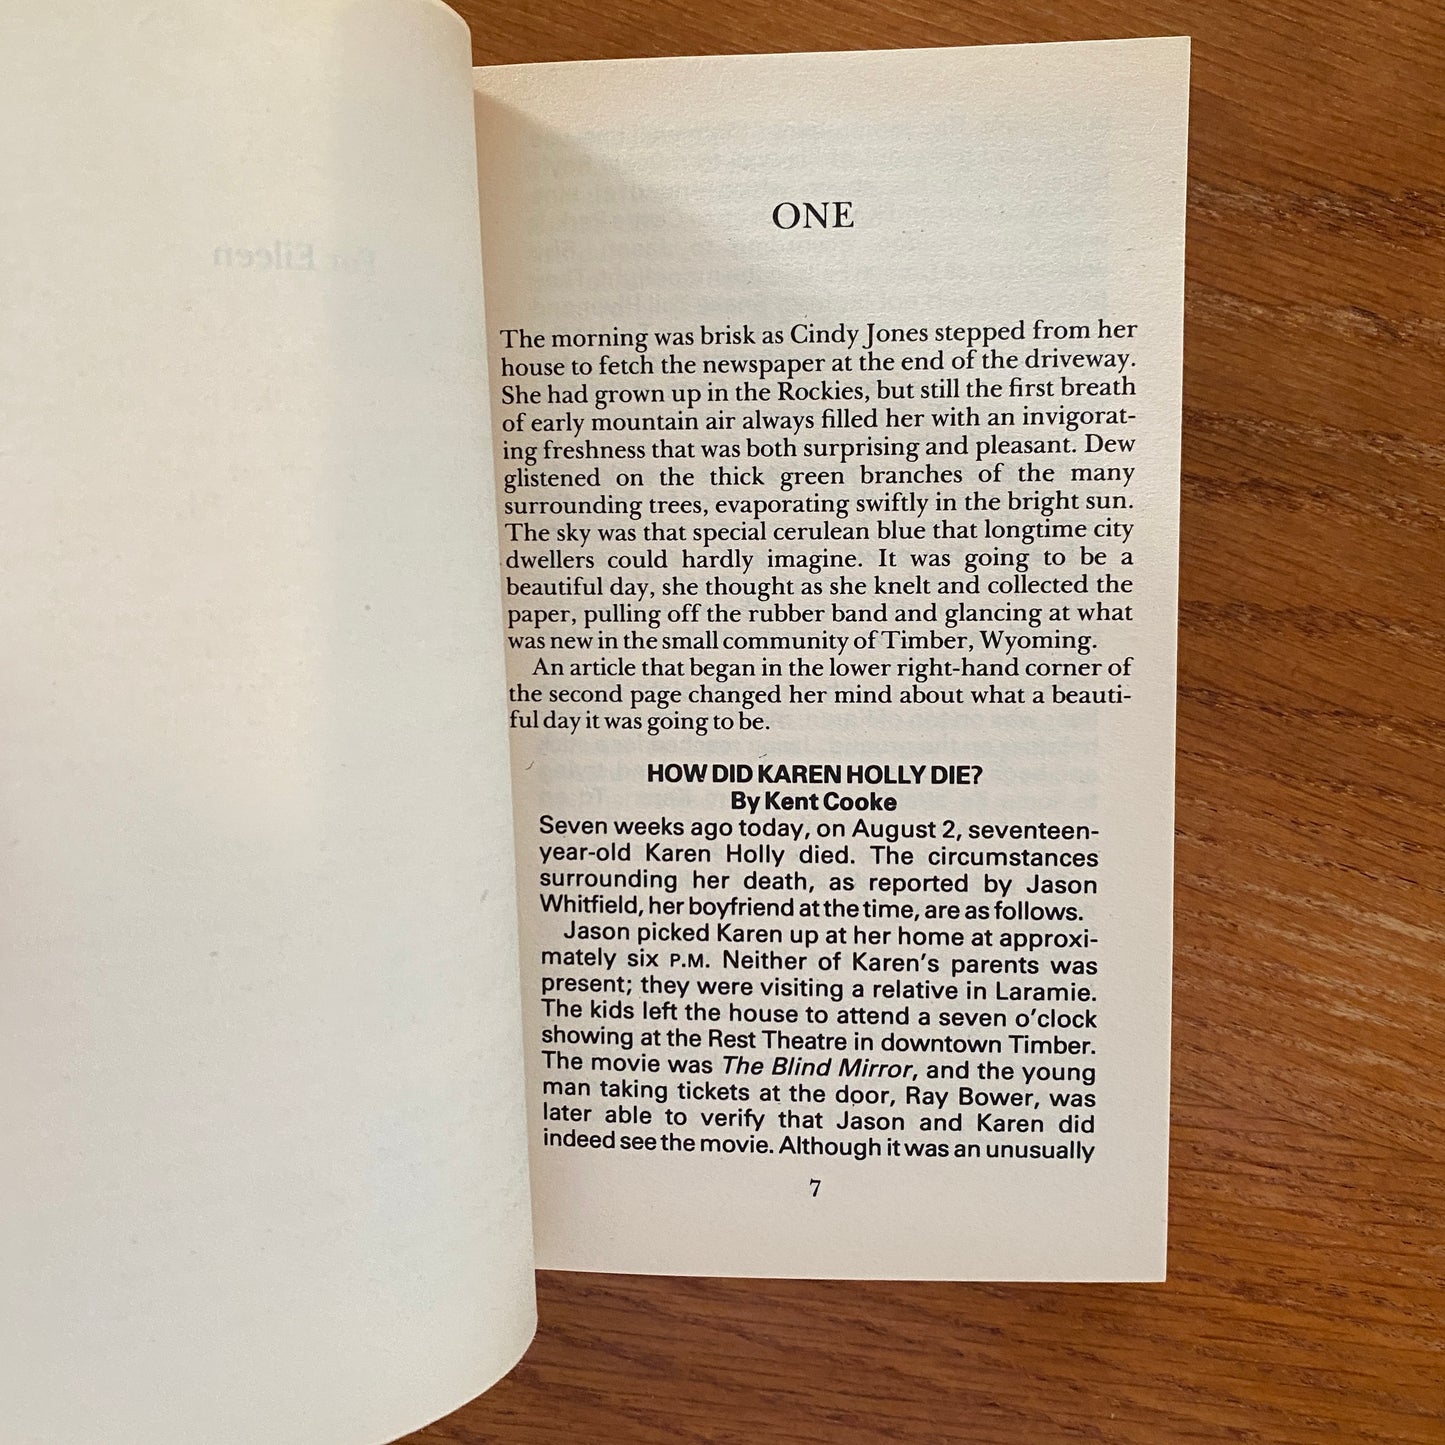 For Eileen
ONE
The morning was brisk as Cindy Jones stepped from her
house to fetch the newspaper at the end of the driveway.
She had grown up in the Rockies, but still the first breath
of early mountain air always filled her with an invigorat-
ing freshness that was both surprising and pleasant. Dew
glistened on the thick green branches of the many
surrounding trees, evaporating swiftly in the bright sun.
The sky was that special cerulean blue that longtime city
dwellers could hardly imagine. It was going to be a
beautiful day, she thought as she knelt and collected the
paper, pulling off the rubber band and glancing at what
was new in the small community of Timber, Wyoming.
An article that began in the lower right-hand corner of
the second page changed her mind about what a beauti-
ful day it was going to be.
HOW DID KAREN HOLLY DIE?
By Kent Cooke
Seven weeks ago today, on August 2, seventeen-
year-old Karen Holly died. The circumstances
surrounding her death, as reported by Jason
Whitfield, her boyfriend at the time, are as follows.
Jason picked Karen up at her home at approxi-
mately six P.M. Neither of Karen's parents was
present; they were visiting a relative in Laramie.
The kids left the house to attend a seven o'clock
showing at the Rest Theatre in downtown Timber.
The movie was The Blind Mirror, and the young
man taking tickets at the door, Ray Bower, was
later able to verify that Jason and Karen did
indeed see the movie. Although it was an unusually
7